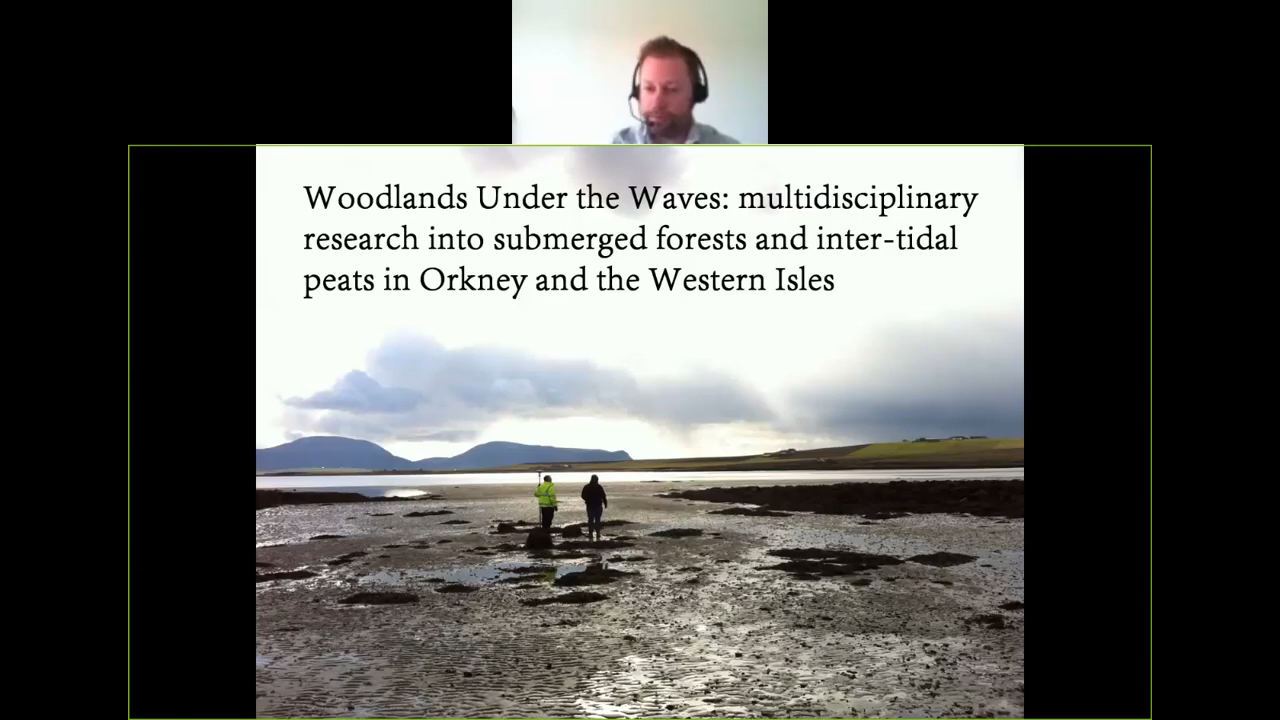 Woodlands Under the Waves: multidisciplinary
research into submerged forests and inter-tidal
peats in Orkney and the Western Isles